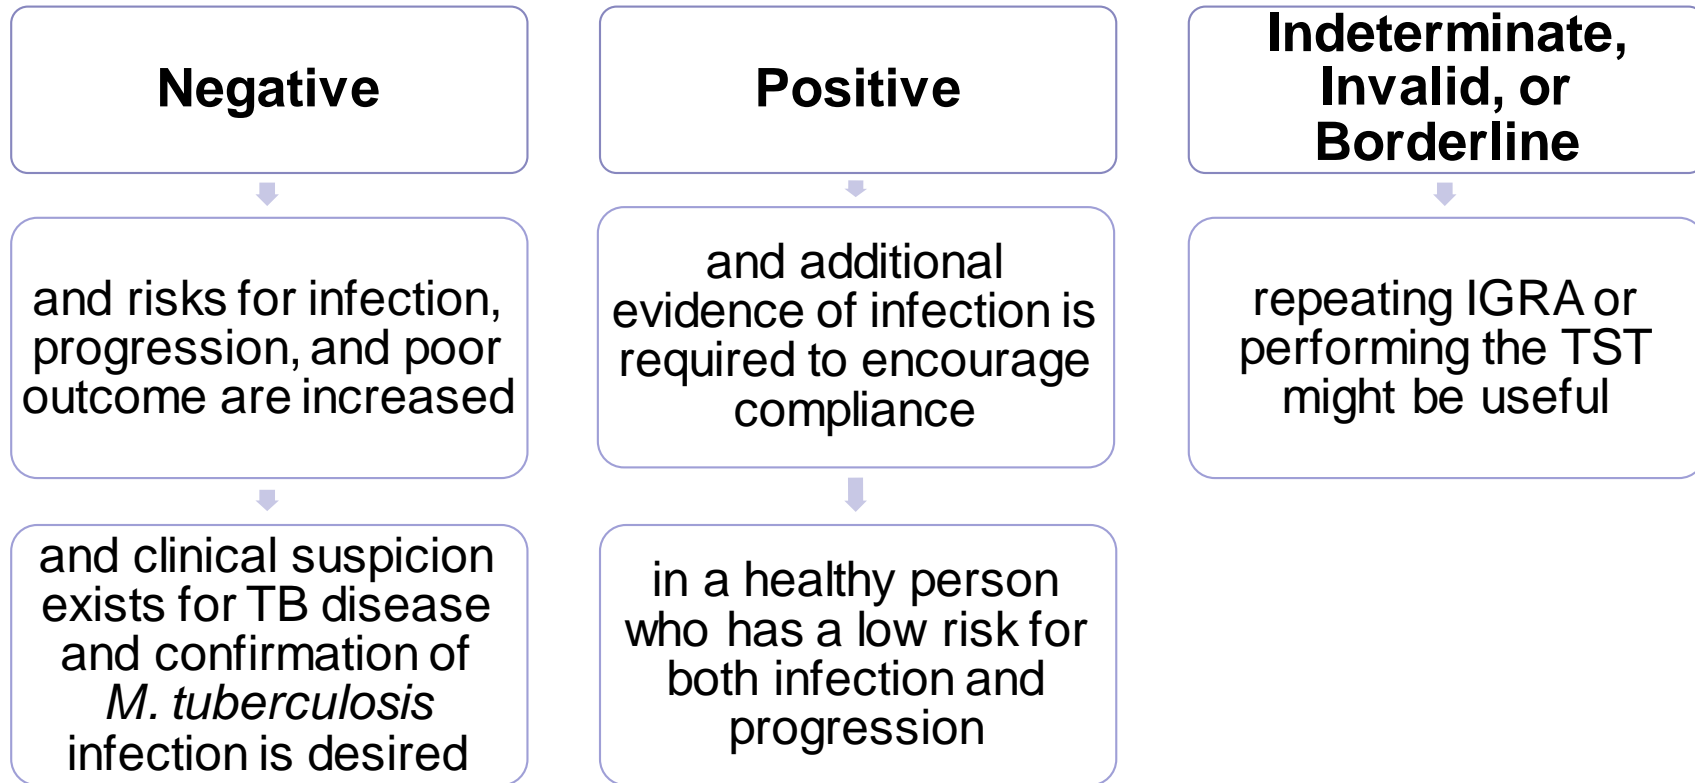 Negative
and risks for infection,
progression, and poor
outcome are increased
and clinical suspicion
exists for TB disease
and confirmation of
M. tuberculosis
infection is desired
Positive
and additional
evidence of infection is
required to encourage
compliance
in a healthy person
who has a low risk for
both infection and
progression
Indeterminate,
Invalid, or
Borderline
repeating IGRA or
performing the TST
might be useful